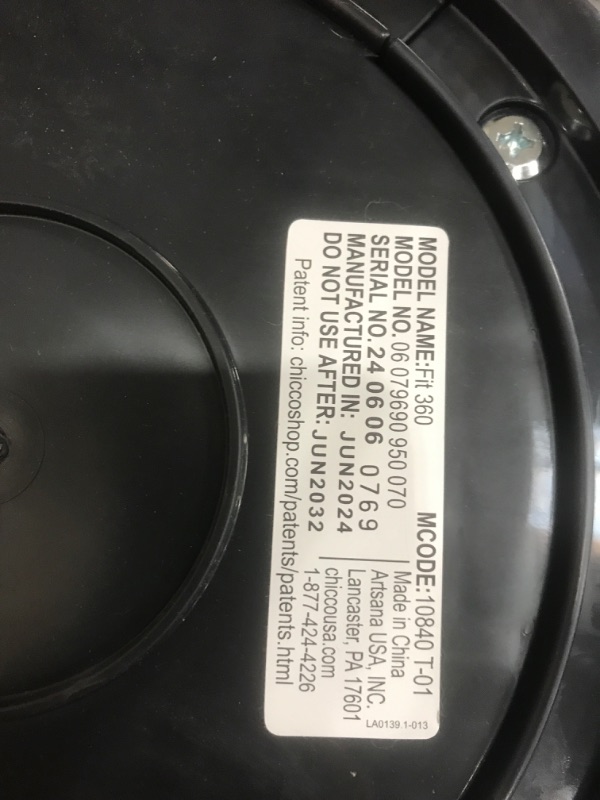 MODEL NAME:Fit 360 MCODE:10840 T-01
MODEL NO. 06 079690 950 070
SERIAL NO. 24 06 06 0769
MANUFACTURED IN: JUN2024
DO NOT USE AFTER: JUN2032
Made in China
Artsana USA, INC.
Lancaster, PA 17601
chiccousa.com
1-877-424-4226
Patent info: chiccoshop.com/patents/patents.html
LA0139.1-013